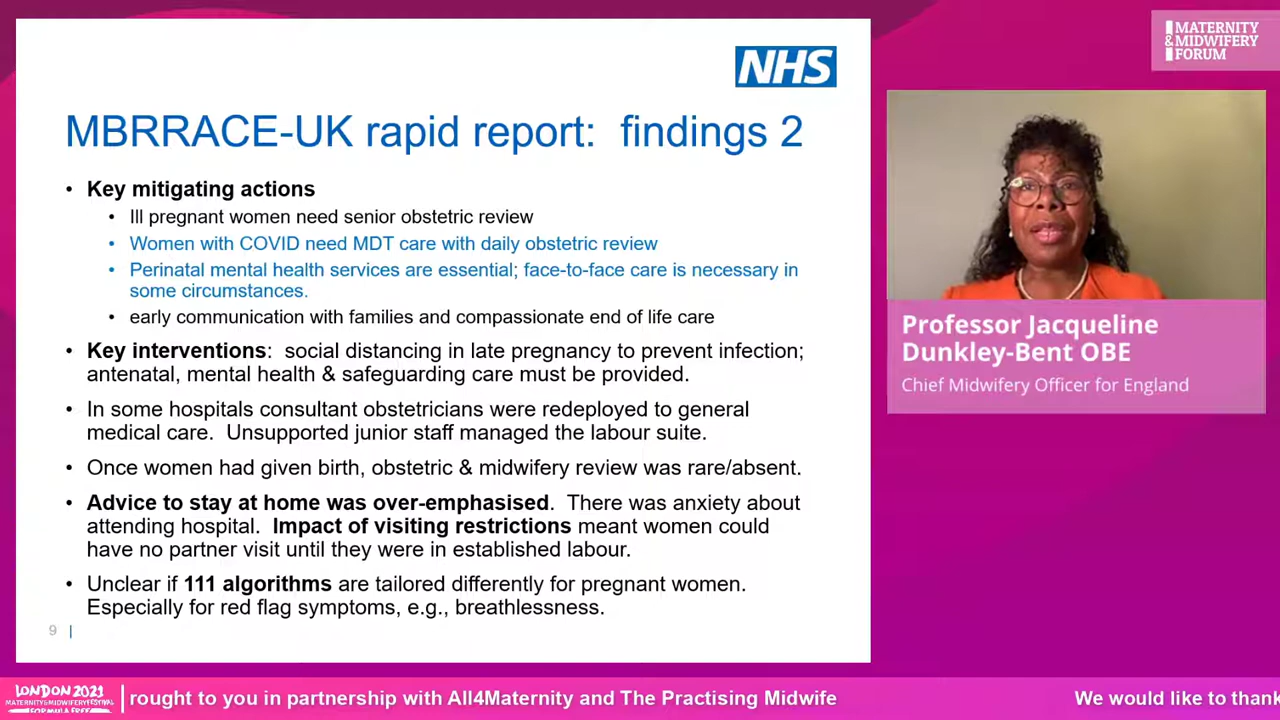 NHS
MBRRACE-UK rapid report: findings 2
• Key mitigating actions
• Ill pregnant women need senior obstetric review
• Women with COVID need MDT care with daily obstetric review
• Perinatal mental health services are essential; face-to-face care is necessary in
some circumstances.
• early communication with families and compassionate end of life care
• Key interventions: social distancing in late pregnancy to prevent infection;
antenatal, mental health & safeguarding care must be provided.
• In some hospitals consultant obstetricians were redeployed to general
medical care. Unsupported junior staff managed the labour suite.
• Once women had given birth, obstetric & midwifery review was rare/absent.
• Advice to stay at home was over-emphasised. There was anxiety about
attending hospital. Impact of visiting restrictions meant women could
have no partner visit until they were in established labour.
• Unclear if 111 algorithms are tailored differently for pregnant women.
Especially for red flag symptoms, e.g., breathlessness.
9 |
MATERNITY
&MIDWIFERY
FORUM
Professor Jacqueline
Dunkley-Bent OBE
Chief Midwifery Officer for England
LONDON 2021
MATERNITY&MIDWIFERY FESTIVAL
FORMULA FREE
rought to you in partnership with All4Maternity and The Practising Midwife
We would like to thank